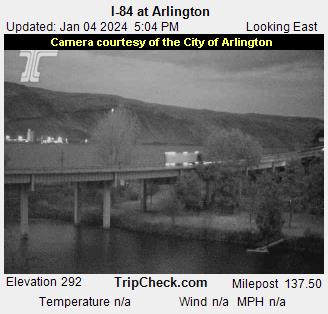 I-84 at Arlington
Updated: Jan 04 2024 5:04 PM Looking East
Camera courtesy of the City of Arlington
Elevation 292 TripCheck.com Milepost 137.50
Temperature n/a Wind n/a MPH n/a